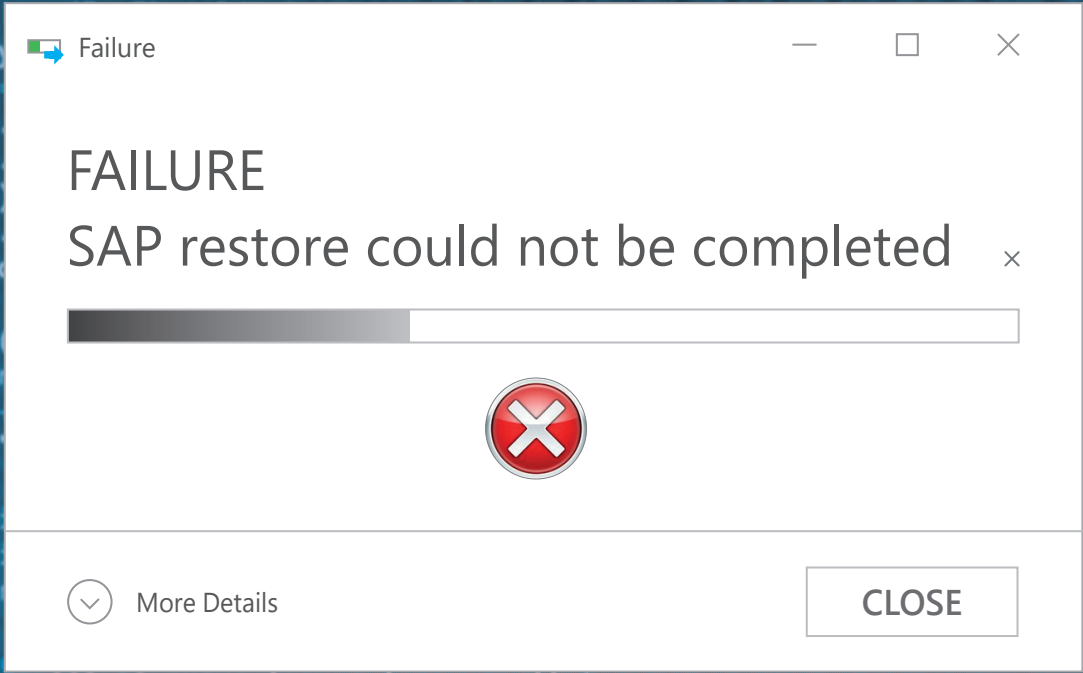 Failure
FAILURE
SAP restore could not be completed
More Details
CLOSE